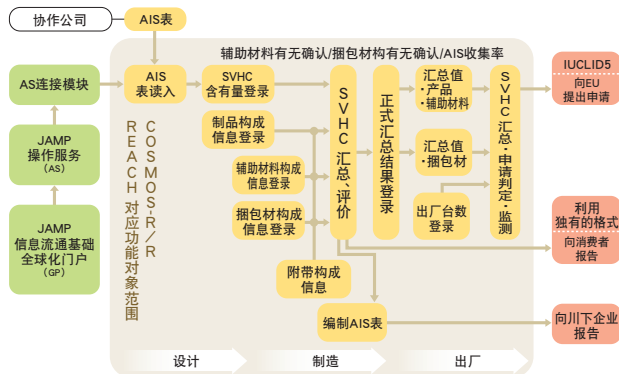 协作公司
AIS表
辅助材料有无确认/捆包材构有无确认/AIS收集率
AS连接模块
AIS
表读入
SVHC
含有量登录
SVHC汇总、评价
正式汇总结果登录
汇总值
・产品
・辅助材料
SVHC汇总・申请判定・监测
IUCLID5
向EU
提出申请
JAMP
操作服务
（AS）
COSMOS-R/R
REACH 对应功能对象范围
制品构成
信息登录
辅助材料构成
信息登录
捆包材构成
信息登录
汇总值
・捆包材
出厂台数
登录
JAMP
信息流通基础
全球化门户
（GP）
利用
独有的格式
向消费者
报告
附带构成
信息
编制AIS表
向川下企业
报告
设计
制造
出厂